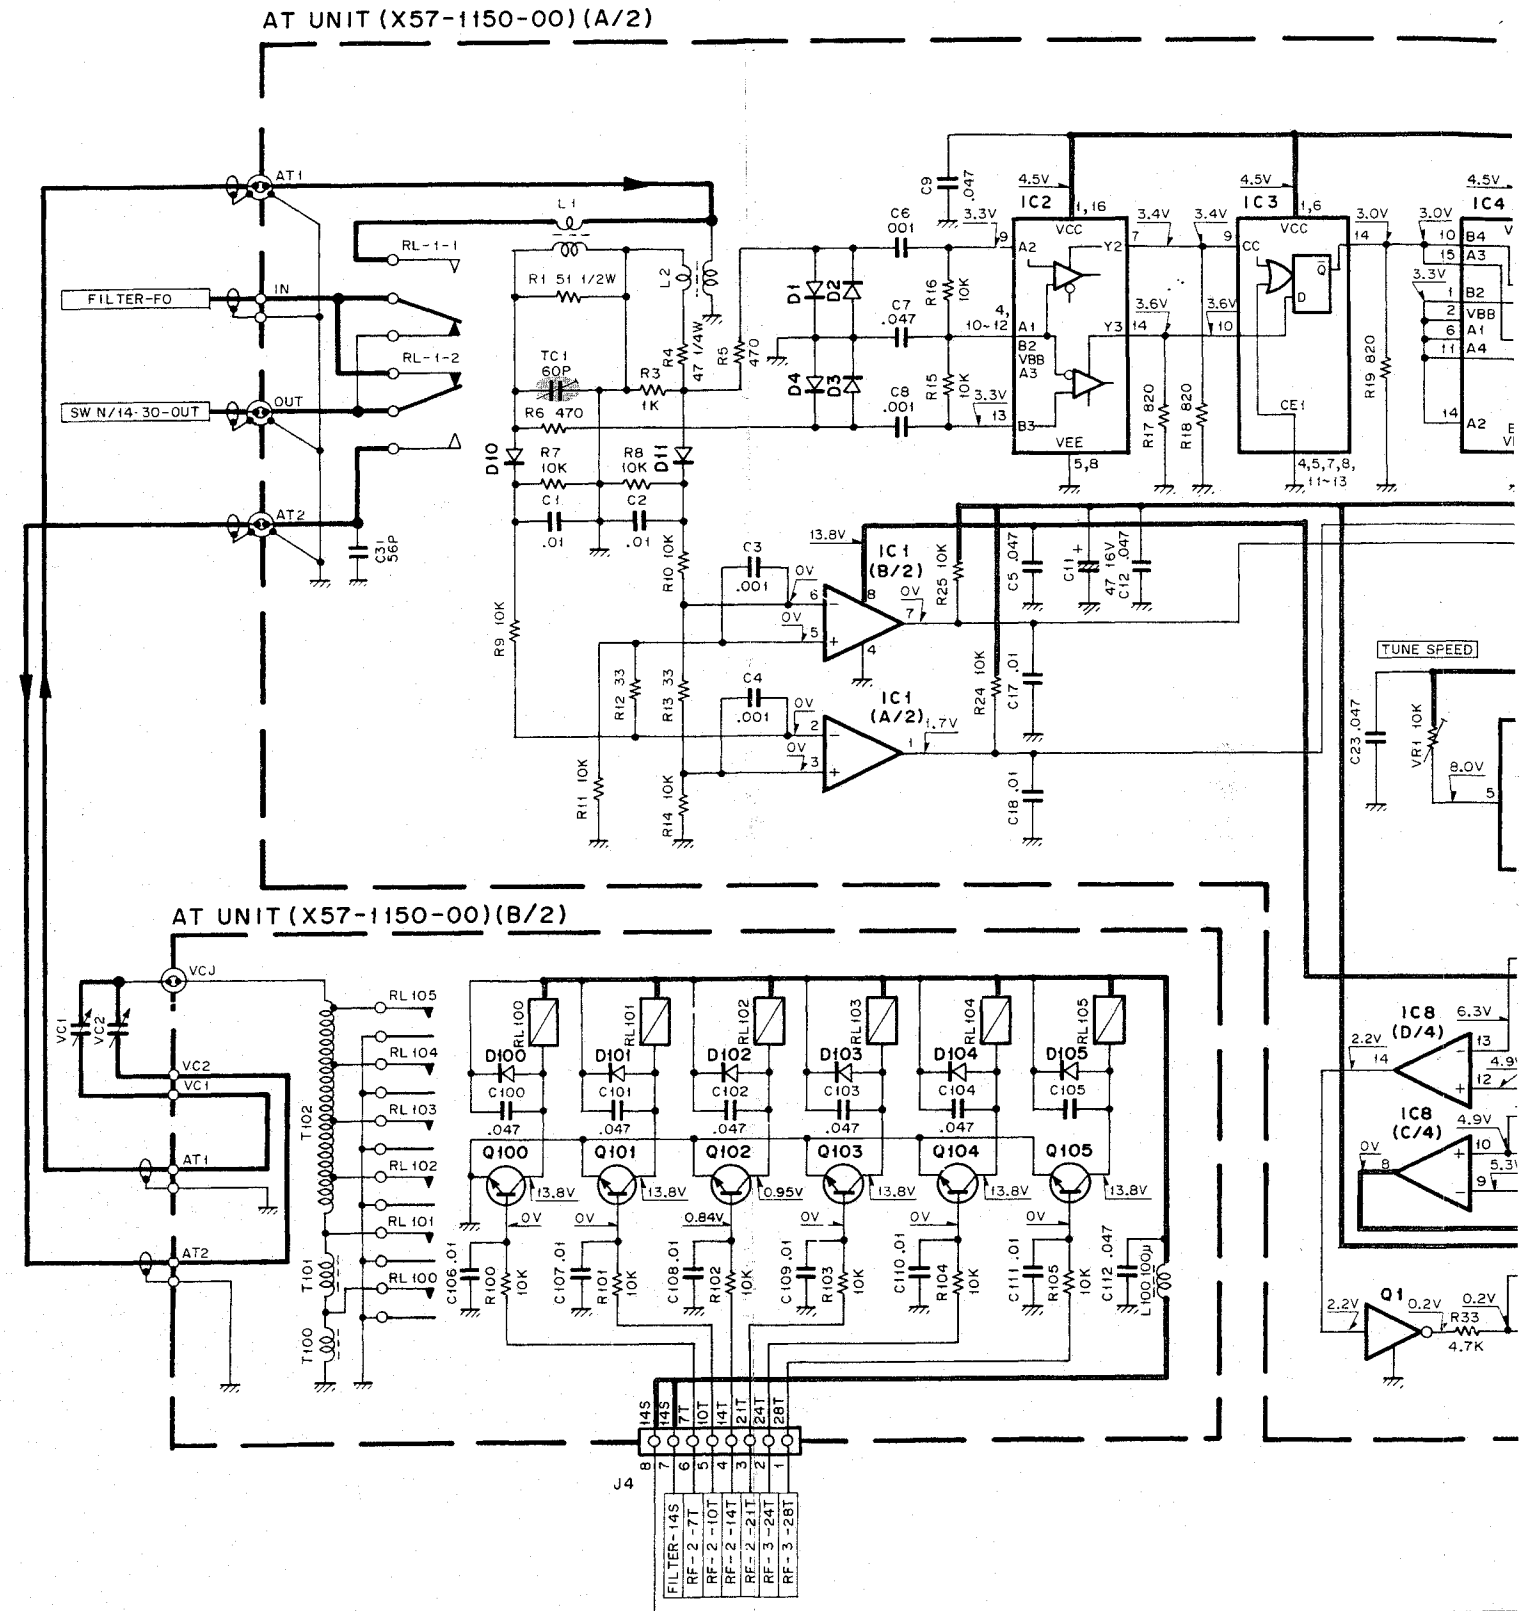 AT UNIT (X57-1150-00) (A/2)
AT1
L1
RL-1-1
FILTER-FO
IN
RL-1-2
SW N/14-30-OUT
OUT
AT2
C31
56P
R1 51 1/2W
L2
TC1
60P
R3
1K
R4
47 1/4W
R5
470
R6 470
D10
R7
10K
R8
10K
D11
C1
.01
C2
.01
R10 10K
R9 10K
R12 33
R13 33
R11 10K
R14 10K
D1
D2
D4
D3
C6
001
C7
.047
C8
.001
C9
.047
R16
10K
R15
10K
3.3V
9
4,
10~12
3.3V
13
4.5V
IC2
1,16
VCC
A2
Y2
7
A1
B2
VBB
A3
Y3
14
B3
VEE
5,8
3.4V
3.4V
3.6V
3.6V
R17 820
R18 820
4.5V
IC3
1,6
VCC
9
CC
10
Q
D
14
CE1
4,5,7,8,
11~13
3.0V
3.0V
R19 820
3.3V
4.5V
IC4
10
B4
15
A3
1
B2
2
VBB
6
A1
11
A4
14
A2
C3
.001
0V
6
0V
5
13.8V
IC1
(B/2)
8
7
0V
4
C4
.001
0V
2
0V
3
IC1
(A/2)
1
1.7V
R25 10K
R24 10K
C5 .047
C11
47 16V
C12 .047
C17 .01
C18 .01
TUNE SPEED
C23 .047
VR1 10K
8.0V
5
AT UNIT (X57-1150-00) (B/2)
VCJ
VC1
VC2
VC2
VC1
AT1
AT2
T102
T101
T100
RL105
RL104
RL103
RL102
RL101
RL100
RL100
RL101
RL102
RL103
RL104
RL105
D100
D101
D102
D103
D104
D105
C100
.047
C101
.047
C102
.047
C103
.047
C104
.047
C105
Q100
Q101
Q102
Q103
Q104
Q105
13.8V
13.8V
0.95V
13.8V
13.8V
13.8V
0V
0V
0.84V
0V
0V
0V
C106 .01
R100
10K
C107 .01
R101
10K
C108 .01
R102
10K
C109 .01
R103
10K
C110 .01
R104
10K
C111 .01
R105
10K
C112 .047
L100 100μ
IC8
(D/4)
6.3V
2.2V
14
13
12
4.9V
IC8
(C/4)
4.9V
0V
8
10
9
5.3V
2.2V
Q1
0.2V
0.2V
R33
4.7K
14S
14S
7T
10T
14T
21T
24T
28T
8
7
6
5
4
3
2
1
J4
FILTER-14S
RF-2-7T
RF-2-10T
RF-2-14T
RF-2-21T
RF-3-24T
RF-3-28T